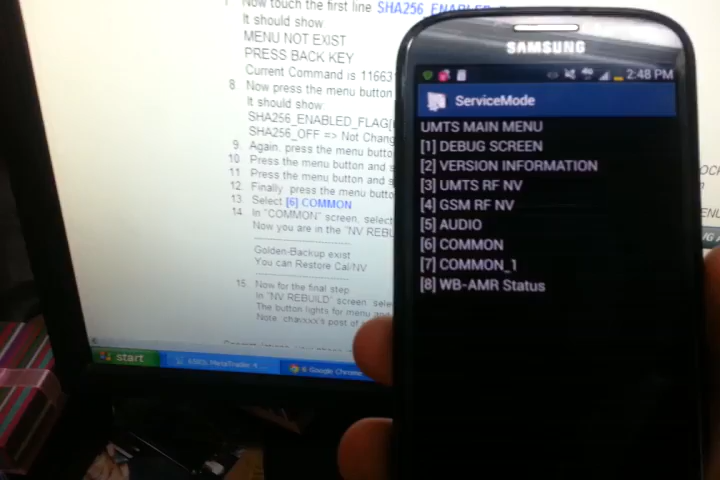 Now touch the first line SHA256_ENABLED_F
It should show
MENU NOT EXIST
PRESS BACK KEY
Current Command is 11663
8. Now press the menu button
It should show
SHA256_ENABLED_FLAG[
SHA256_OFF => Not Chang
9. Again, press the menu butto
10. Press the menu button and s
11. Press the menu button and s
12. Finally, press the menu butto
13. Select [6] COMMON
14. In "COMMON" screen, select
Now you are in the "NV REBU
Golden-Backup exist
You can Restore Cal/NV
15. Now for the final step
In "NV REBUILD" screen, sele
The button lights for menu and
Note
post of
start
Google Chrome
SAMSUNG
2:48 PM
ServiceMode
UMTS MAIN MENU
[1] DEBUG SCREEN
[2] VERSION INFORMATION
[3] UMTS RF NV
[4] GSM RF NV
[5] AUDIO
[6] COMMON
[7] COMMON_1
[8] WB-AMR Status